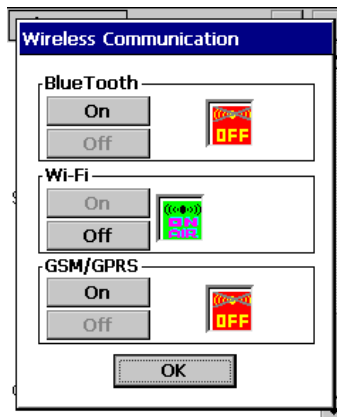 Wireless Communication
BlueTooth
On
OFF
Off
Wi-Fi
On
ON
AIR
Off
GSM/GPRS
On
OFF
Off
OK